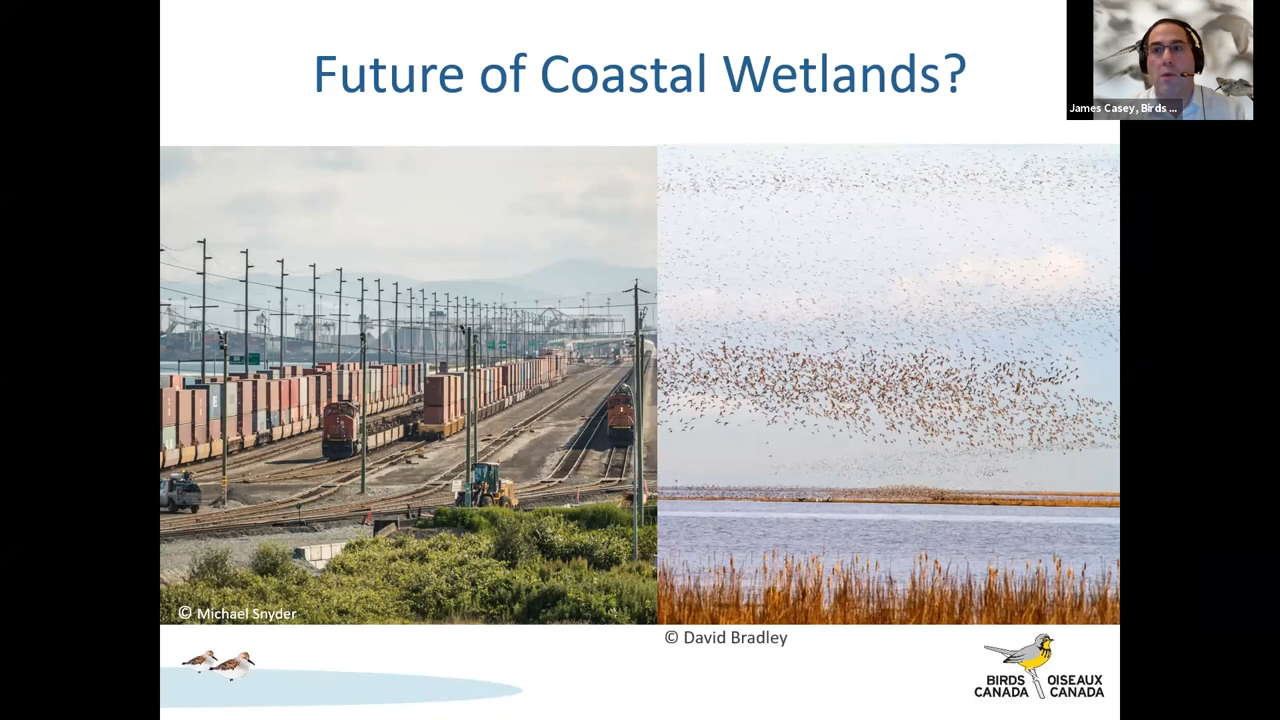 Future of Coastal Wetlands?
James Casey, Birds ...
© Michael Snyder
© David Bradley
BIRDS CANADA
OISEAUX CANADA